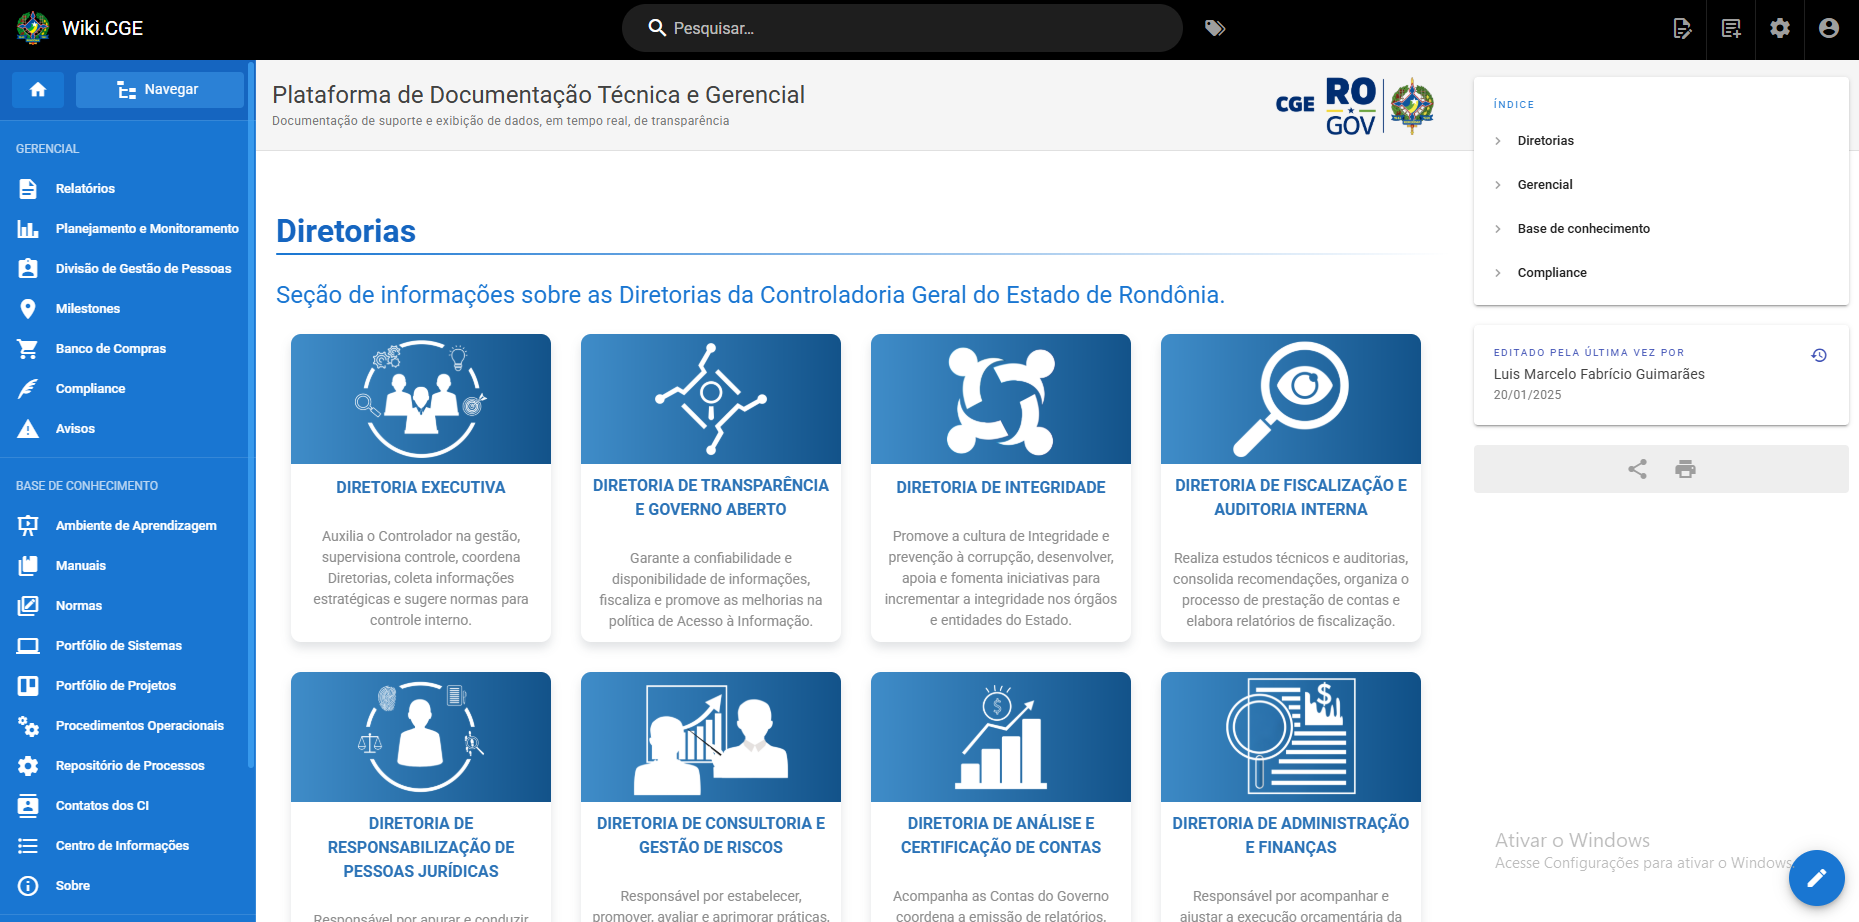 Wiki.CGE
Pesquisar...
Navegar
GERENCIAL
Relatórios
Planejamento e Monitoramento
Divisão de Gestão de Pessoas
Milestones
Banco de Compras
Compliance
Avisos
BASE DE CONHECIMENTO
Ambiente de Aprendizagem
Manuais
Normas
Portfólio de Sistemas
Portfólio de Projetos
Procedimentos Operacionais
Repositório de Processos
Contatos dos CI
Centro de Informações
Sobre
Plataforma de Documentação Técnica e Gerencial
Documentação de suporte e exibição de dados, em tempo real, de transparência
CGE
RO
GOV
Diretorias
Seção de informações sobre as Diretorias da Controladoria Geral do Estado de Rondônia.
DIRETORIA EXECUTIVA
Auxilia o Controlador na gestão,
supervisiona controle, coordena
Diretorias, coleta informações
estratégicas e sugere normas para
controle interno.
DIRETORIA DE TRANSPARÊNCIA
E GOVERNO ABERTO
Garante a confiabilidade e
disponibilidade de informações,
fiscaliza e promove as melhorias na
política de Acesso à Informação.
DIRETORIA DE INTEGRIDADE
Promove a cultura de Integridade e
prevenção à corrupção, desenvolver,
apoia e fomenta iniciativas para
incrementar a integridade nos órgãos
e entidades do Estado.
DIRETORIA DE FISCALIZAÇÃO E
AUDITORIA INTERNA
Realiza estudos técnicos e auditorias,
consolida recomendações, organiza o
processo de prestação de contas e
elabora relatórios de fiscalização.
DIRETORIA DE
RESPONSABILIZAÇÃO DE
PESSOAS JURÍDICAS
Responsável por apurar e conduzir
DIRETORIA DE CONSULTORIA E
GESTÃO DE RISCOS
Responsável por estabelecer,
promover, avaliar e aprimorar práticas,
DIRETORIA DE ANÁLISE E
CERTIFICAÇÃO DE CONTAS
Acompanha as Contas do Governo
coordena a emissão de relatórios.
DIRETORIA DE ADMINISTRAÇÃO
E FINANÇAS
Responsável por acompanhar e
ajustar a execução orçamentária da
ÍNDICE
Diretorias
Gerencial
Base de conhecimento
Compliance
EDITADO PELA ÚLTIMA VEZ POR
Luis Marcelo Fabrício Guimarães
20/01/2025
Ativar o Windows
Acesse Configurações para ativar o Windows.